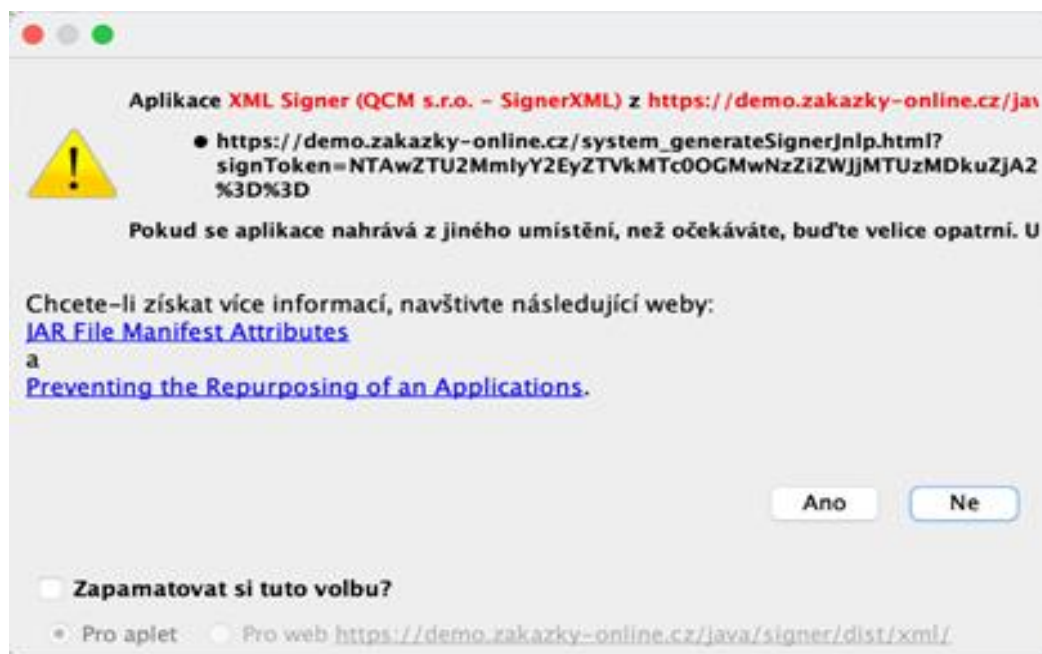 Aplikace XML Signer (QCM s.r.o. - SignerXML) z https://demo.zakazky-online.cz/jav
• https://demo.zakazky-online.cz/system_generateSignerJnlp.html?
signToken=NTAwZTU2MmIyY2EyZTVkMTc0OGMwNzZiZWJjMTUzMDkuZjA2
%3D%3D
Pokud se aplikace nahrává z jiného umístění, než očekáváte, buďte velice opatrní. U
Chcete-li získat více informací, navštivte následující weby:
JAR File Manifest Attributes
a
Preventing the Repurposing of an Applications.
Ano Ne
Zapamatovat si tuto volbu?
Pro aplet Pro web https://demo.zakazky-online.cz/java/signer/dist/xml/